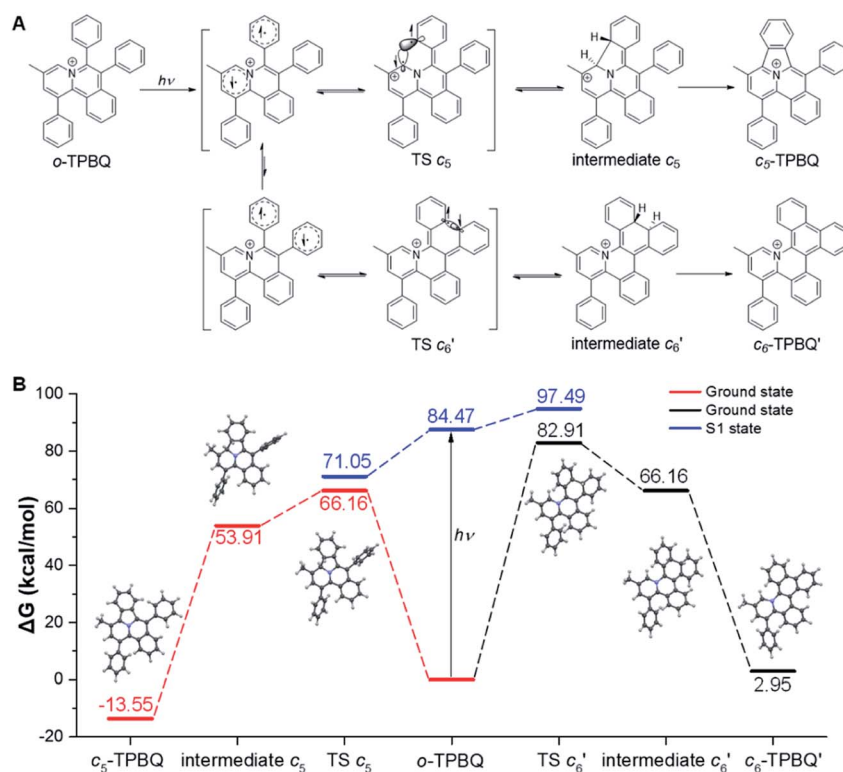 A
hν
o-TPBQ
TS c5
intermediate c5
c5-TPBQ
TS c6'
intermediate c6'
c6-TPBQ'
N
N
N
N
N
N
N
N
H
H
H
H
B
ΔG (kcal/mol)
100
80
60
40
20
0
-20
Ground state
Ground state
S1 state
97.49
84.47
82.91
71.05
66.16
66.16
53.91
hν
2.95
-13.55
c5-TPBQ intermediate c5 TS c5 o-TPBQ TS c6' intermediate c6' c6-TPBQ'